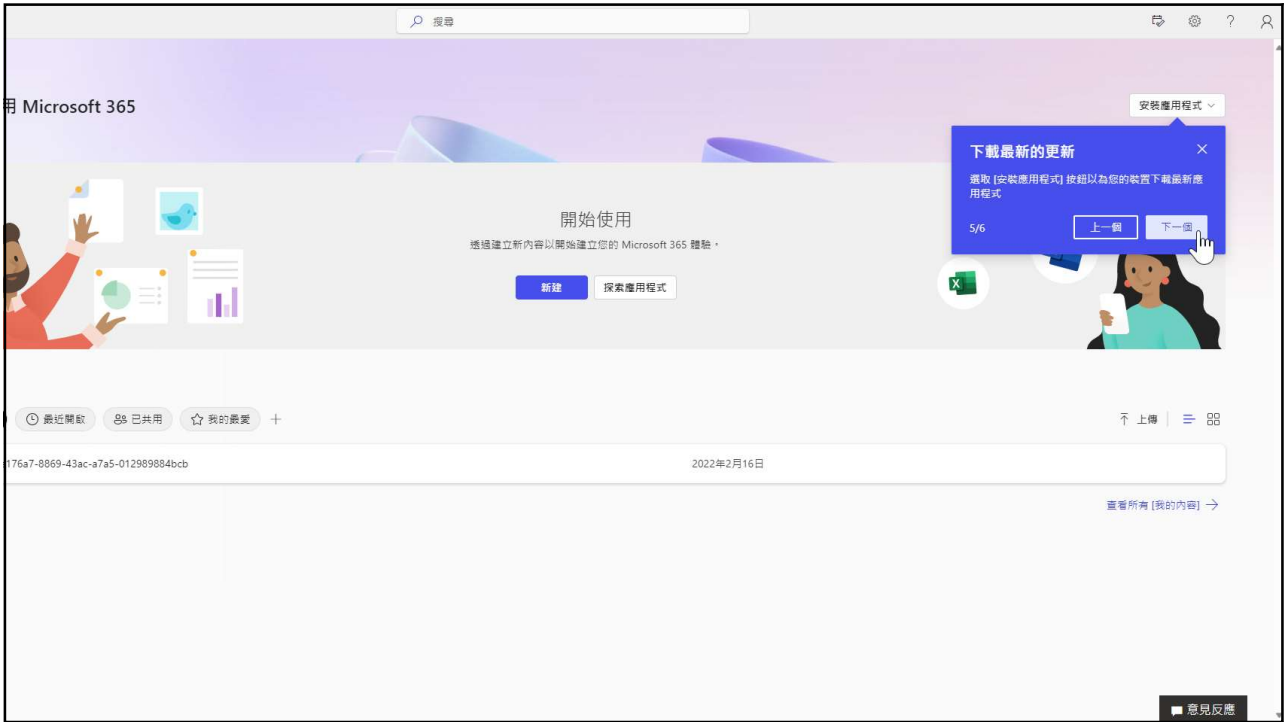 搜尋
用 Microsoft 365
安裝應用程式
下載最新的更新
選取 [安裝應用程式] 按鈕以為您的裝置下載最新應
用程式
5/6
上一個
下一個
開始使用
透過建立新內容以開始建立您的 Microsoft 365 體驗。
新建
探索應用程式
最近開啟
已共用
我的最愛
上傳
176a7-8869-43ac-a7a5-012989884bcb
2022年2月16日
查看所有 [我的內容]
意見反應